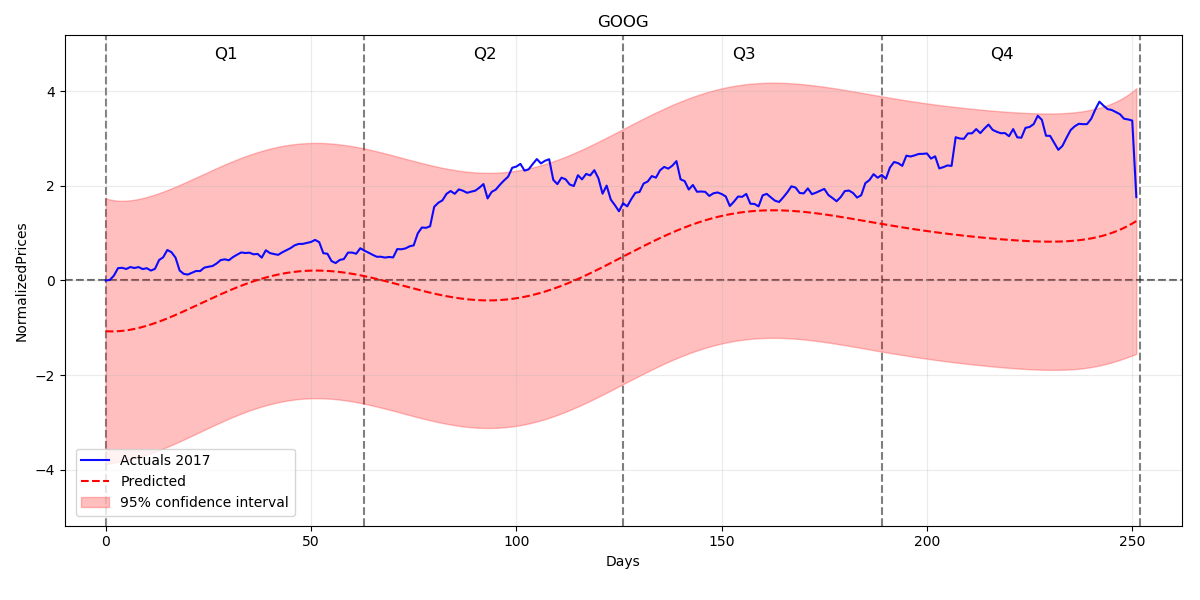 GOOG
Q1 Q2 Q3 Q4
NormalizedPrices
4
2
0
−2
−4
Actuals 2017
Predicted
95% confidence interval
0 50 100 150 200 250
Days